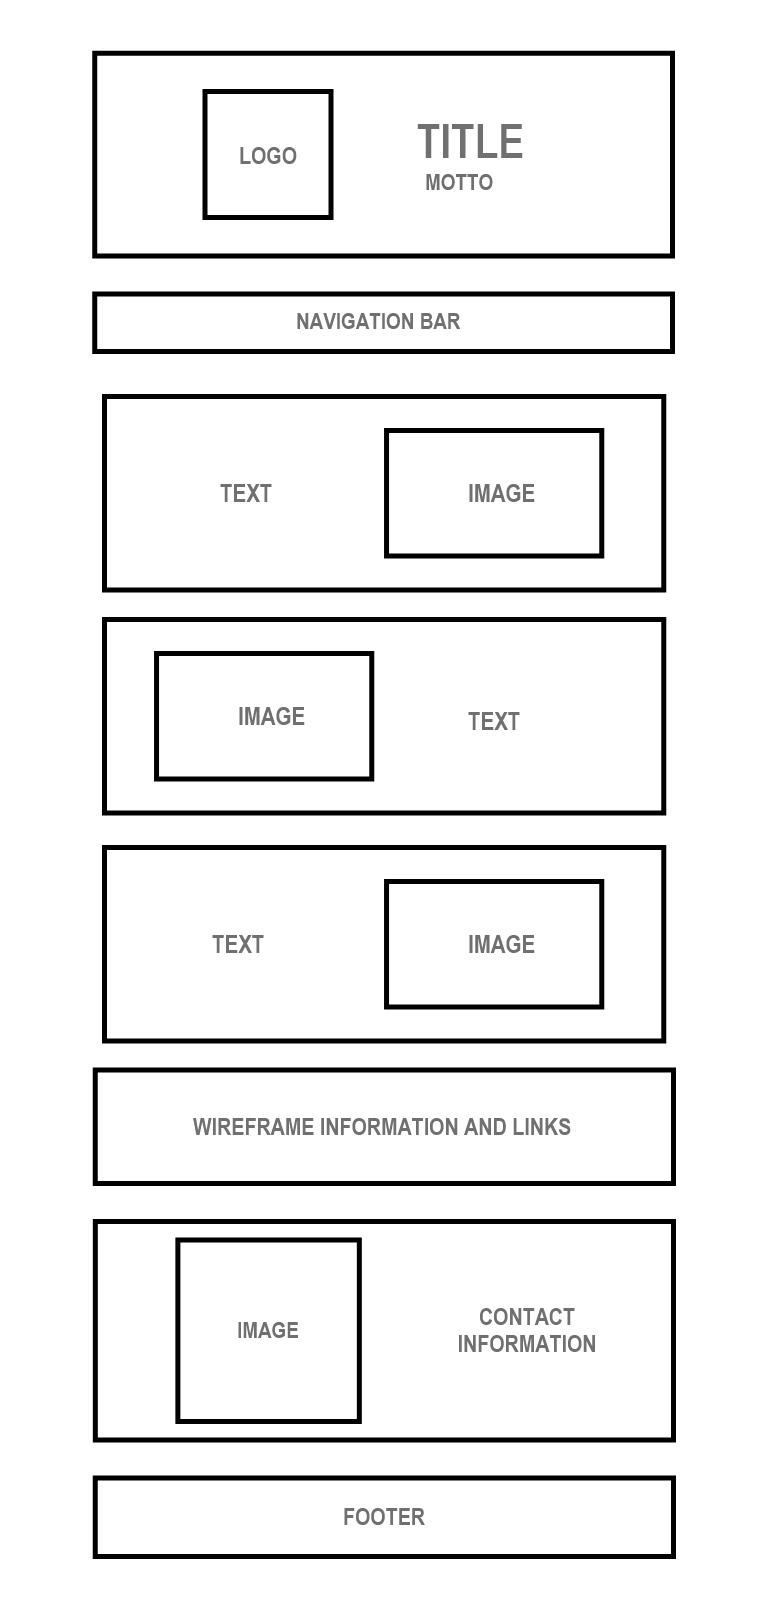 LOGO
TITLE
MOTTO
NAVIGATION BAR
TEXT
IMAGE
IMAGE
TEXT
TEXT
IMAGE
WIREFRAME INFORMATION AND LINKS
IMAGE
CONTACT
INFORMATION
FOOTER